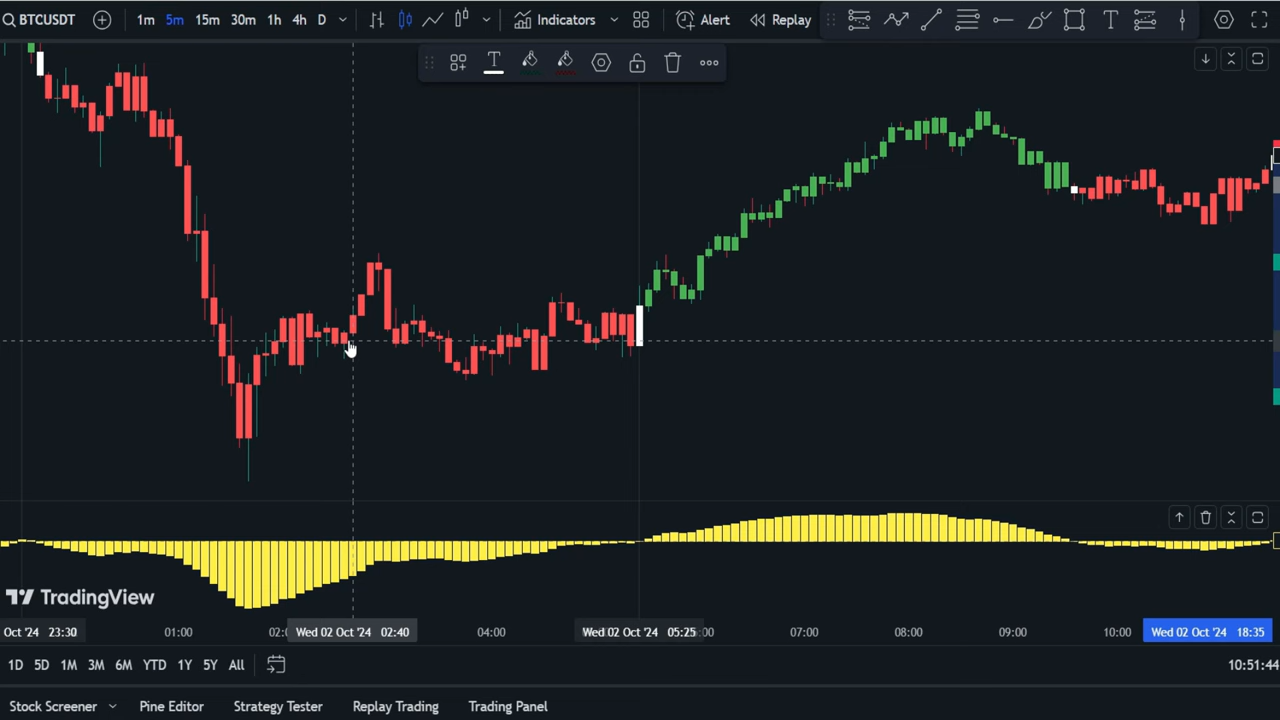 BTCUSDT 1m 5m 15m 30m 1h 4h D Indicators Alert Replay
TradingView
Oct '24 23:30 01:00 02:0 Wed 02 Oct '24 02:40 04:00 Wed 02 Oct '24 05:25 :00 07:00 08:00 09:00 10:00 Wed 02 Oct '24 18:35
1D 5D 1M 3M 6M YTD 1Y 5Y All 10:51:44
Stock Screener Pine Editor Strategy Tester Replay Trading Trading Panel